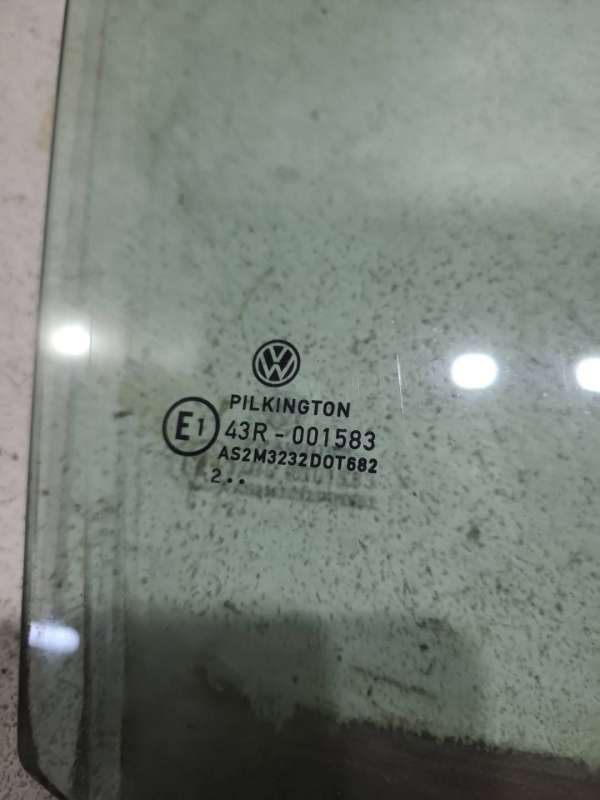 PILKINGTON
E1 43R - 001583
AS2M3232DOT682
2..